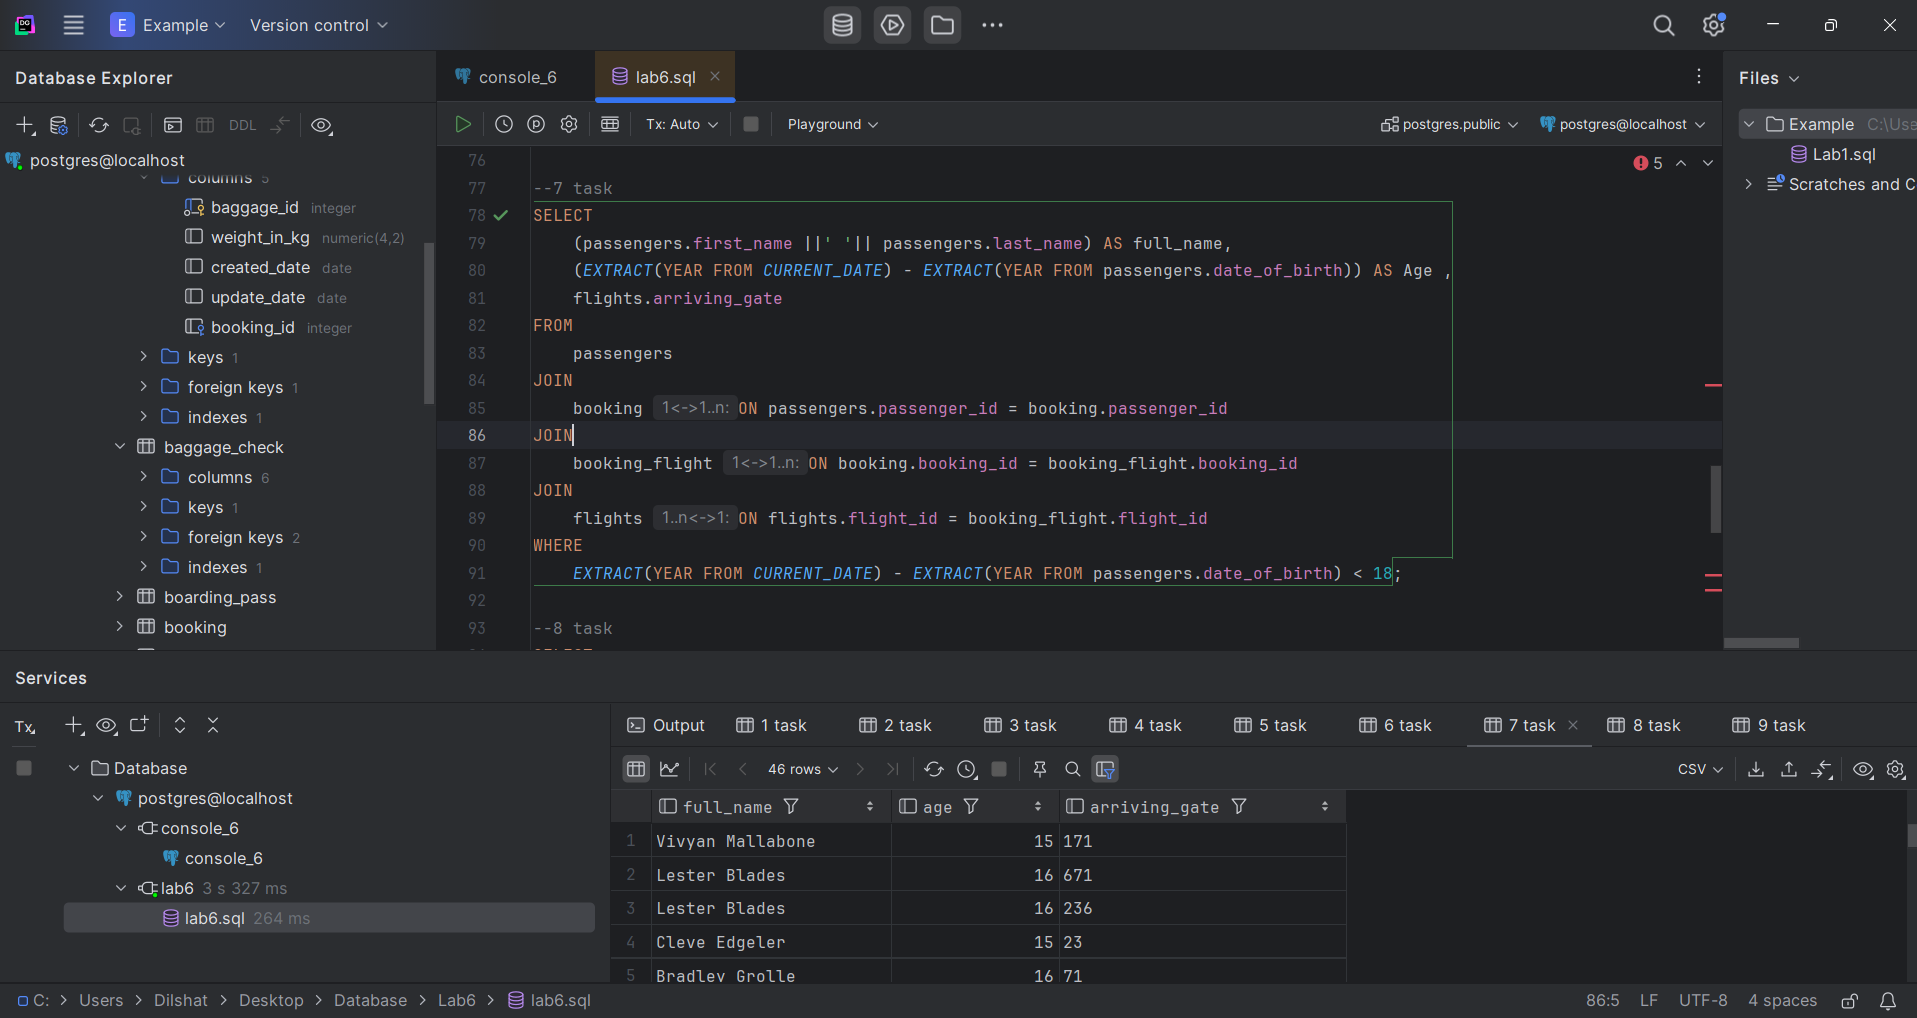 DG
E Example Version control
Database Explorer
console_6 lab6.sql
Files
DDL
Tx: Auto Playground postgres.public postgres@localhost
postgres@localhost
columns 5
baggage_id integer
weight_in_kg numeric(4,2)
created_date date
update_date date
booking_id integer
keys 1
foreign keys 1
indexes 1
baggage_check
columns 6
keys 1
foreign keys 2
indexes 1
boarding_pass
booking
5
76
77 --7 task
78 SELECT
79 (passengers.first_name ||' '|| passengers.last_name) AS full_name,
80 (EXTRACT(YEAR FROM CURRENT_DATE) - EXTRACT(YEAR FROM passengers.date_of_birth)) AS Age ,
81 flights.arriving_gate
82 FROM
83 passengers
84 JOIN
85 booking 1<->1..n: ON passengers.passenger_id = booking.passenger_id
86 JOIN
87 booking_flight 1<->1..n: ON booking.booking_id = booking_flight.booking_id
88 JOIN
89 flights 1..n<->1: ON flights.flight_id = booking_flight.flight_id
90 WHERE
91 EXTRACT(YEAR FROM CURRENT_DATE) - EXTRACT(YEAR FROM passengers.date_of_birth) < 18;
92
93 --8 task
Example C:\Use
Lab1.sql
Scratches and C
Services
Tx
Database
postgres@localhost
console_6
console_6
lab6 3 s 327 ms
lab6.sql 264 ms
Output 1 task 2 task 3 task 4 task 5 task 6 task 7 task 8 task 9 task
46 rows CSV
full_name age arriving_gate
1 Vivyan Mallabone 15 171
2 Lester Blades 16 671
3 Lester Blades 16 236
4 Cleve Edgeler 15 23
5 Bradley Grolle 16 71
C: Users Dilshat Desktop Database Lab6 lab6.sql
86:5 LF UTF-8 4 spaces